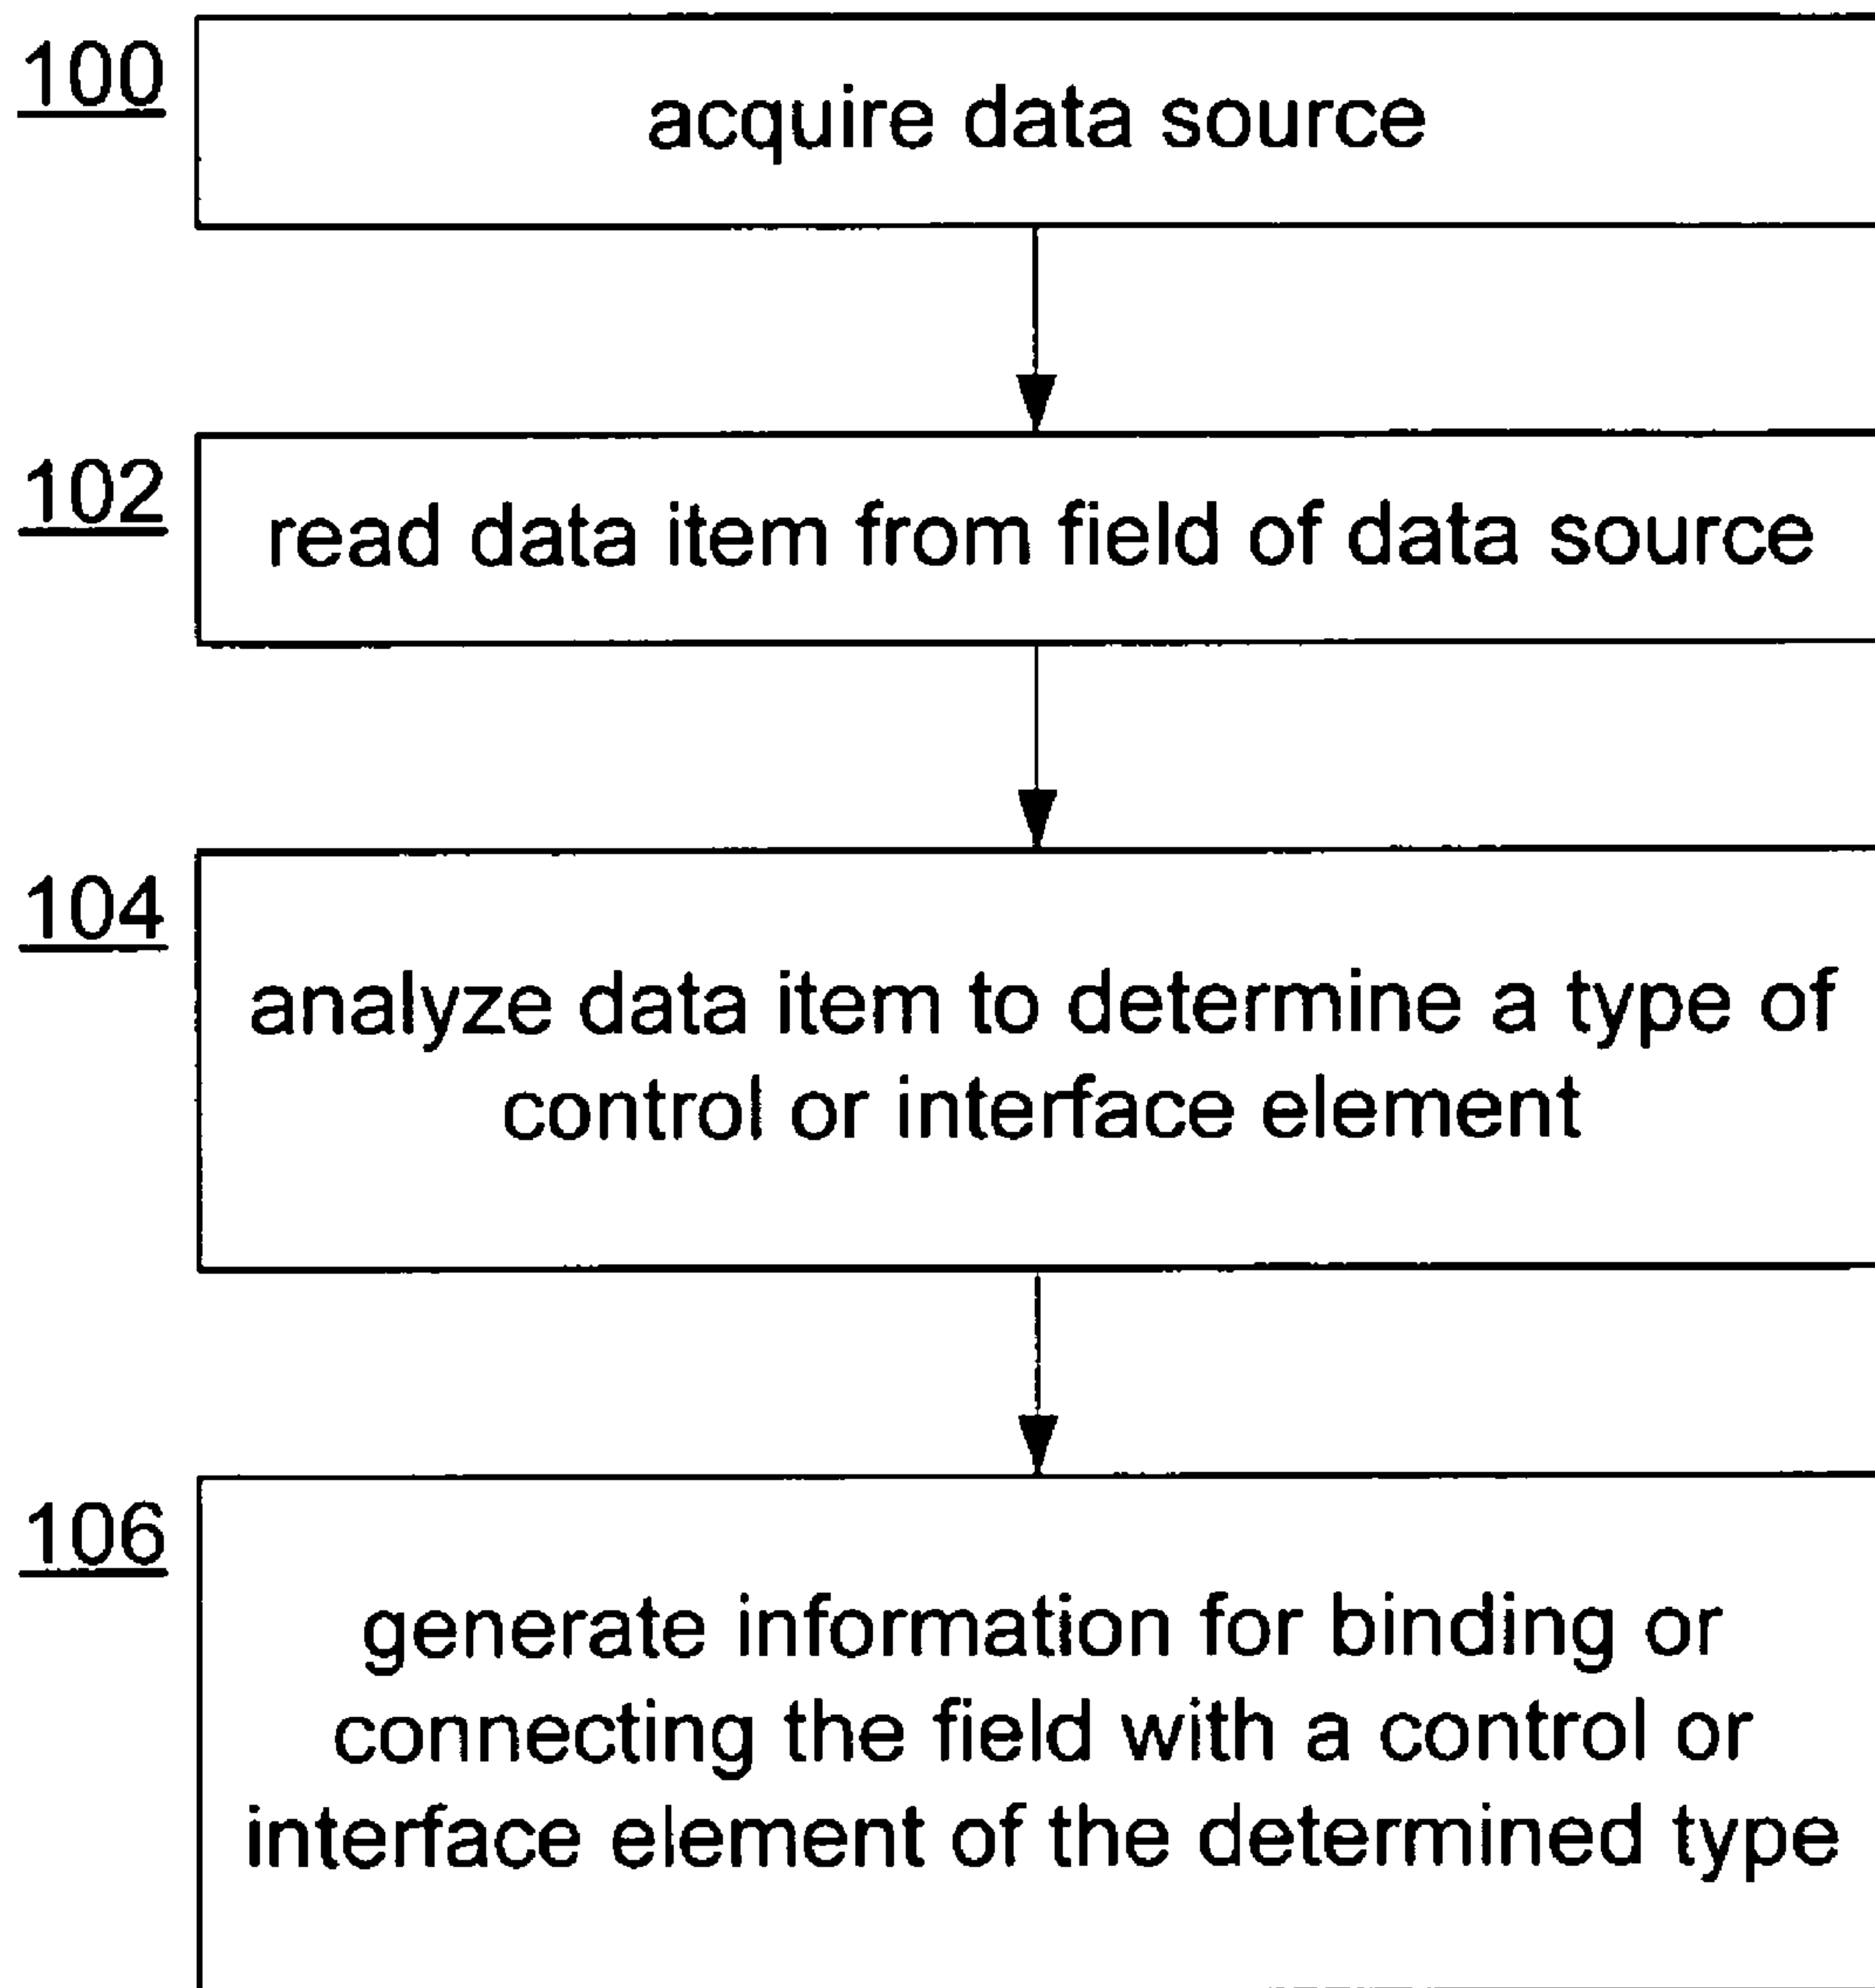 100
acquire data source
102
read data item from field of data source
104
analyze data item to determine a type of
control or interface element
106
generate information for binding or
connecting the field with a control or
interface element of the determined type